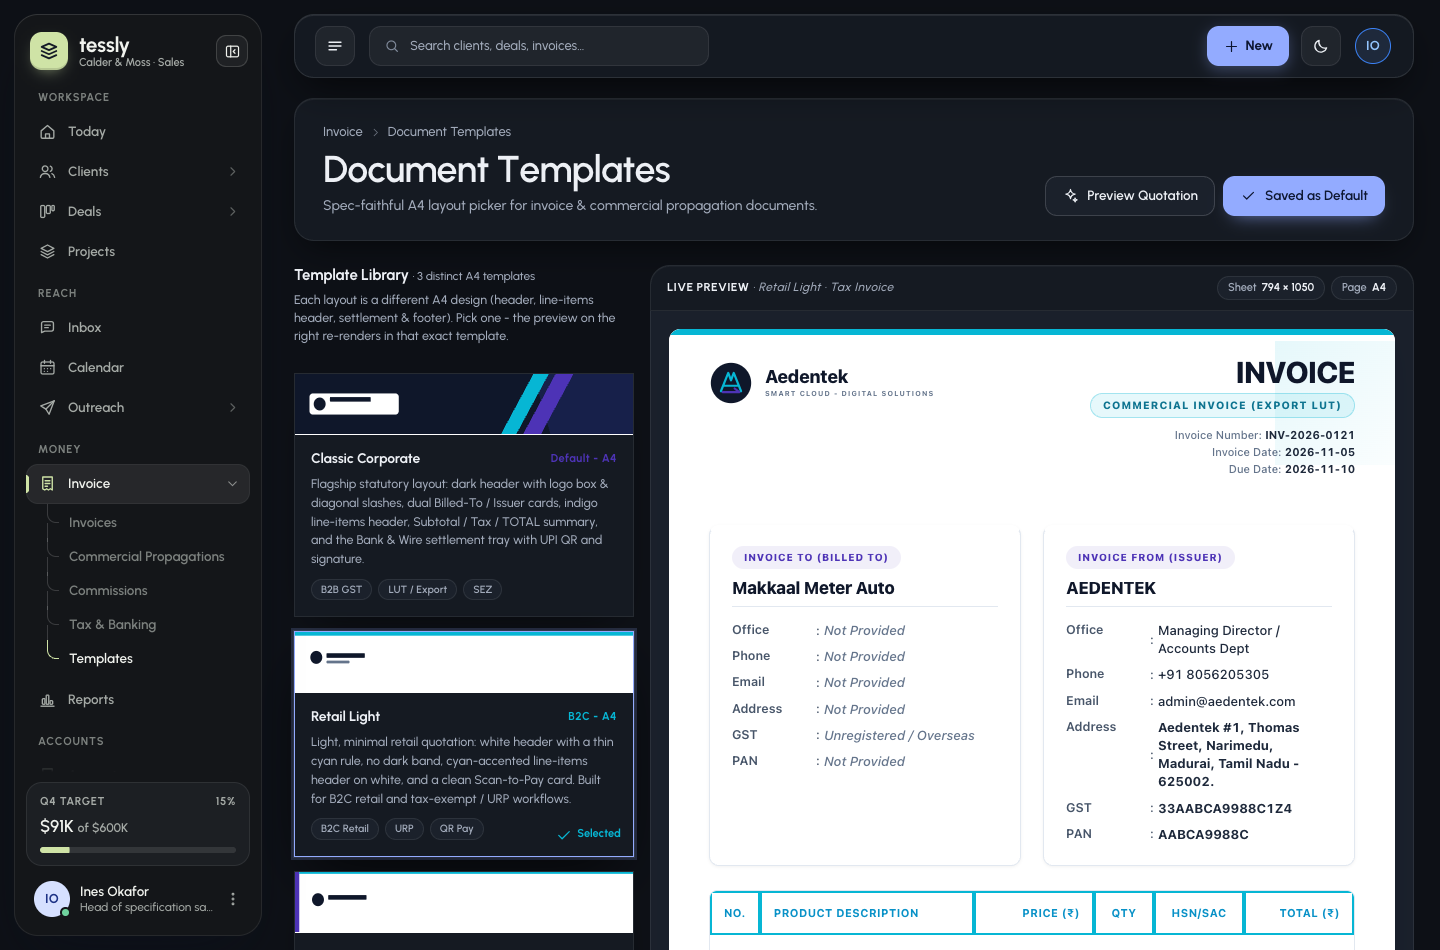 tessly
Calder & Moss · Sales
WORKSPACE
Today
Clients
Deals
Projects
REACH
Inbox
Calendar
Outreach
MONEY
Invoice
Invoices
Commercial Propagations
Commissions
Tax & Banking
Templates
Reports
ACCOUNTS
Q4 TARGET 15%
$91K of $600K
IO
Ines Okafor
Head of specification sa...
Search clients, deals, invoices...
New
IO
Invoice > Document Templates
Document Templates
Spec-faithful A4 layout picker for invoice & commercial propagation documents.
Preview Quotation
Saved as Default
Template Library · 3 distinct A4 templates
Each layout is a different A4 design (header, line-items
header, settlement & footer). Pick one - the preview on the
right re-renders in that exact template.
Classic Corporate Default - A4
Flagship statutory layout: dark header with logo box &
diagonal slashes, dual Billed-To / Issuer cards, indigo
line-items header, Subtotal / Tax / TOTAL summary,
and the Bank & Wire settlement tray with UPI QR and
signature.
B2B GST LUT / Export SEZ
Retail Light B2C - A4
Light, minimal retail quotation: white header with a thin
cyan rule, no dark band, cyan-accented line-items
header on white, and a clean Scan-to-Pay card. Built
for B2C retail and tax-exempt / URP workflows.
B2C Retail URP QR Pay
Selected
LIVE PREVIEW · Retail Light · Tax Invoice
Sheet 794 × 1050 Page A4
Aedentek
SMART CLOUD - DIGITAL SOLUTIONS
INVOICE
COMMERCIAL INVOICE (EXPORT LUT)
Invoice Number: INV-2026-0121
Invoice Date: 2026-11-05
Due Date: 2026-11-10
INVOICE TO (BILLED TO)
Makkaal Meter Auto
Office : Not Provided
Phone : Not Provided
Email : Not Provided
Address : Not Provided
GST : Unregistered / Overseas
PAN : Not Provided
INVOICE FROM (ISSUER)
AEDENTEK
Office : Managing Director /
Accounts Dept
Phone : +91 8056205305
Email : admin@aedentek.com
Address : Aedentek #1, Thomas
Street, Narimedu,
Madurai, Tamil Nadu -
625002.
GST : 33AABCA9988C1Z4
PAN : AABCA9988C
NO. PRODUCT DESCRIPTION PRICE (₹) QTY HSN/SAC TOTAL (₹)